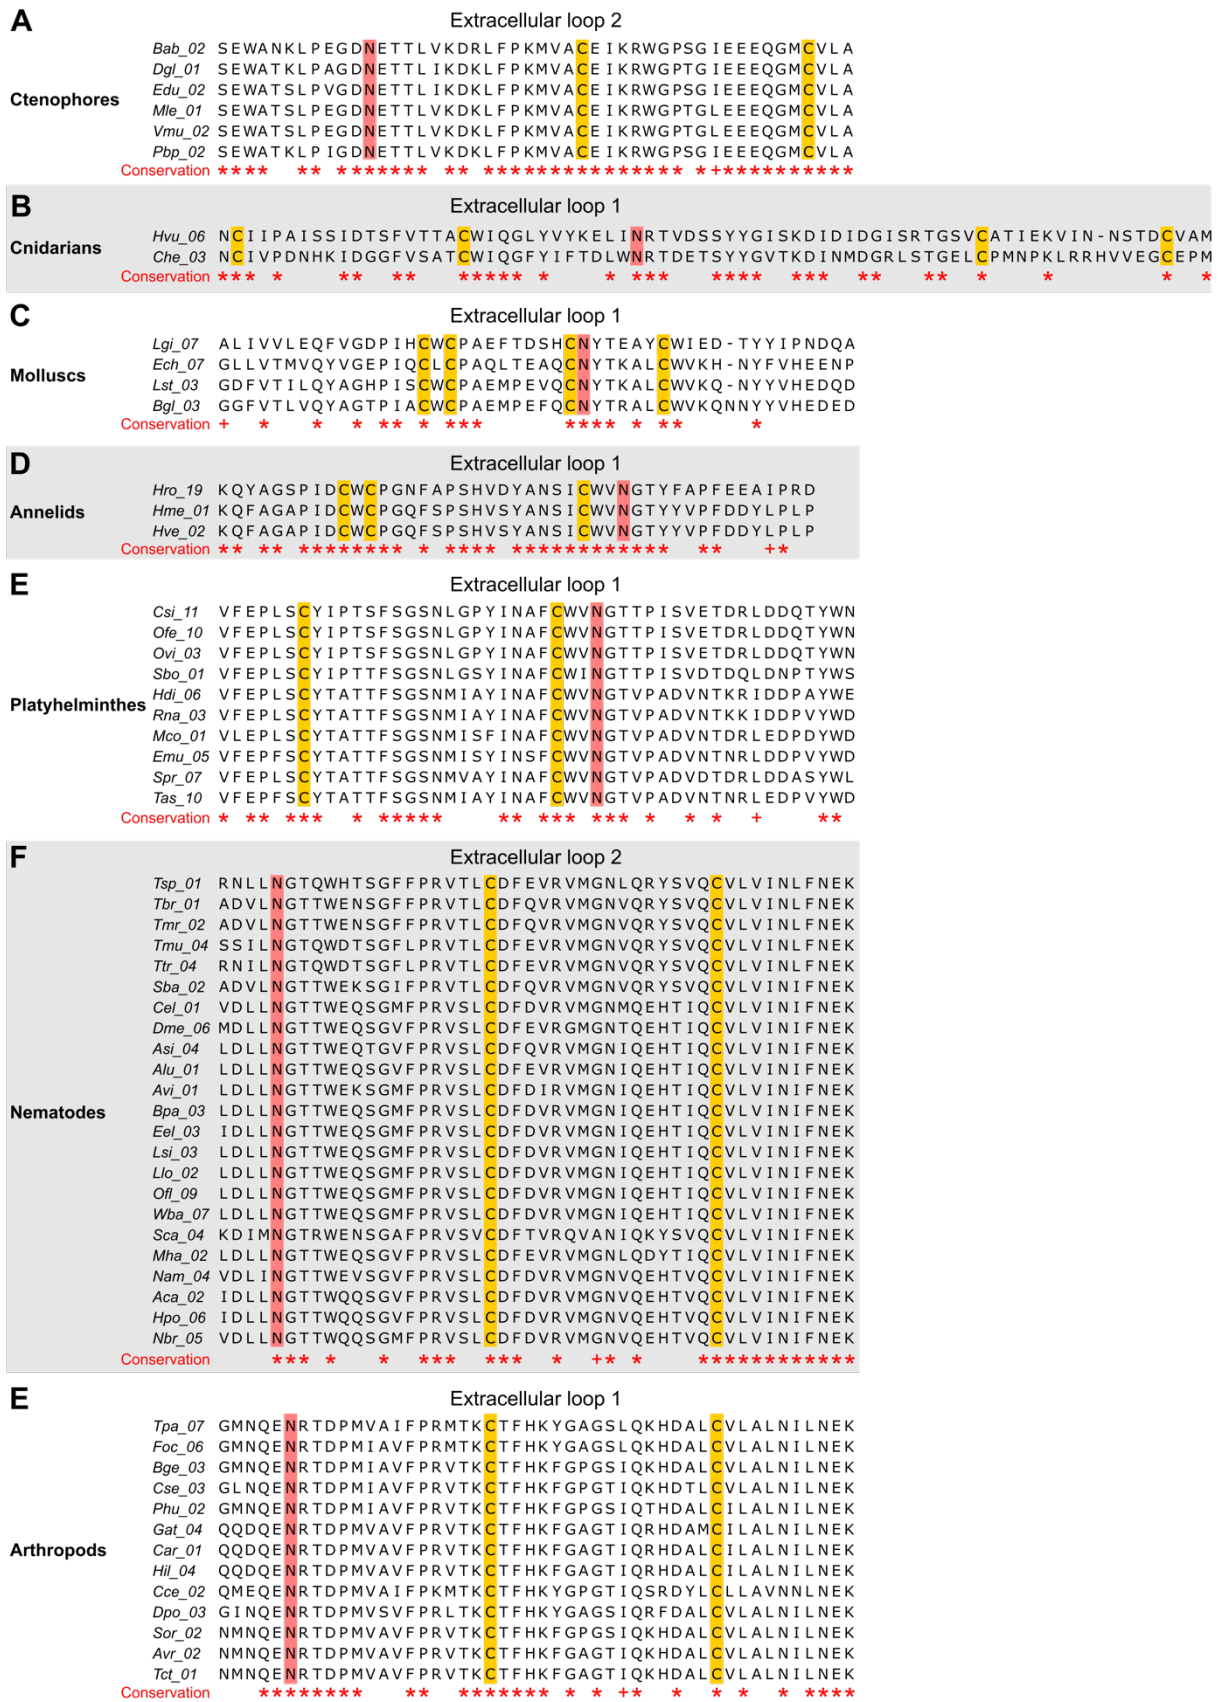 A
Extracellular loop 2
Ctenophores
Bab_02 SEWANKLPEGDNETTLVKDRLFPKMVACEIKRWGPSGIEEEQGMCVLA
Dgl_01 SEWATKLPAGDNETTLIKDKLFPKMVACEIKRWGPTGIEEEQGMCVLA
Edu_02 SEWATSLPVGDNETTLIKDKLFPKMVACEIKRWGPTGIEEEQGMCVLA
Mle_01 SEWATSLPEGDNETTLVKDKLFPKMVACEIKRWGPTGLEEEQGMCVLA
Vmu_02 SEWATSLPEGDNETTLVKDKLFPKMVACEIKRWGPSGLEEEQGMCVLA
Pbp_02 SEWATKLPIGDNETTLVKDKLFPKMVACEIKRWGPSGIEEEQGMCVLA
Conservation **** ** ******* ** ************** *+**********
B
Extracellular loop 1
Cnidarians
Hvu_06 NCIIPAISSIDTSFVTTACWIQGLYVYKELINRTVDSSYYGISKDIDIDGISRTGSVCATIEKVIN-NSTDCVAM
Che_03 NCIVPDNHKIDGGFVSATCWIQGFYIFTDLWNRTDETSYYGVTKDINMDGRLSTGELCPMNPKLRRHVVEGCEPM
Conservation *** * ** ** ***** * * *** **** *** ** ** * * * *
C
Extracellular loop 1
Molluscs
Lgi_07 ALIVVLEQFVGDPIHCWCPAEFTDSHCNYTEAYCWIED-TYYIPNDQA
Ech_07 GLLVTMVQYVGEPIQCLCPAQLTEAQCNYTKALCWVKH-NYFVHEENP
Lst_03 GDFVTILQYAGHPISCWCPAEMPEVQCNYTKALCWVKQ-NYYVHEDQD
Bgl_03 GGFVTLVQYAGTPIACWCPAEMPEFQCNYTRALCWVKQNNYYVHEDED
Conservation + * * * ** * *** **** * ** *
D
Extracellular loop 1
Annelids
Hro_19 KQYAGSPIDCWCPGNFAPSHVDYANSICWVNGTYFAPFEEAIPRD
Hme_01 KQFAGAPIDCWCPGQFSPSHVSYANSICWVNGTYYVPFDDYLPLP
Hve_02 KQFAGAPIDCWCPGQFSPSHVSYANSICWVNGTYYVPFDDYLPLP
Conservation ** ** ******** * **** ************ ** +*
E
Extracellular loop 1
Platyhelminthes
Csi_11 VFEPLSCYIPTSFSGSNLGPYINAFCWVNGTTPISVETDRLDDQTYWN
Ofe_10 VFEPLSCYIPTSFSGSNLGPYINAFCWVNGTTPISVETDRLDDQTYWN
Ovi_03 VFEPLSCYIPTSFSGSNLGPYINAFCWVNGTTPISVETDRLDDQTYWN
Sbo_01 VFEPLSCYIPTTFSGSNLGSYINAFCWINGTTPISVDTDQLDNPTYWS
Hdi_06 VFEPLSCYTATTFSGSNMIAYINAFCWVNGTVPADVNTKRIDDPAYWE
Rna_03 VFEPLSCYTATTFSGSNMIAYINAFCWVNGTVPADVNTKKIDDPVYWD
Mco_01 VLEPLSCYTATTFSGSNMISYINAFCWVNGTVPADVNTDRLEDPDYWD
Emu_05 VFEPFSCYTATTFSGSNMISYINSFCWVNGTVPADVNTNRLDDPVYWD
Spr_07 VFEPLSCYTATTFSGSNMVAYINAFCWVNGTVPADVDTDRLDDASYWL
Tas_10 VFEPFSCYTATTFSGSNMIAYINAFCWVNGTVPADVNTNRLEDPVYWD
Conservation * ** *** * ***** ** *** *** * * * + **
F
Extracellular loop 2
Nematodes
Tsp_01 RNLLNGTQWHTSGFFPRVTLCDFEVRVMGNLQRYSVQCVLVINLFNEK
Tbr_01 ADVLNGTTWENSGFFPRVTLCDFQVRVMGNVQRYSVQCVLVINLFNEK
Tmr_02 ADVLNGTTWENSGFFPRVTLCDFQVRVMGNVQRYSVQCVLVINLFNEK
Tmu_04 SSILNGTQWDTSGFLPRVTLCDFEVRVMGNVQRYSVQCVLVINLFNEK
Ttr_04 RNILNGTQWDTSGFLPRVTLCDFEVRVMGNVQRYSVQCVLVINLFNEK
Sba_02 ADVLNGTTWEKSGIFPRVTLCDFQVRVMGNVQRYSVQCVLVINIFNEK
Cel_01 VDLLNGTTWEQSGMFPRVSLCDFDVRVMGNMQEHTIQCVLVINIFNEK
Dme_06 MDLLNGTTWEQSGVFPRVSLCDFEVRGMGNTQEHTIQCVLVINIFNEK
Asi_04 LDLLNGTTWEQTGVFPRVSLCDFQVRVMGNIQEHTIQCVLVINIFNEK
Alu_01 LDLLNGTTWEQSGVFPRVSLCDFEVRVMGNIQEHTIQCVLVINIFNEK
Avi_01 LDLLNGTTWEKSGMFPRVSLCDFDIRVMGNIQEHTIQCVLVINIFNEK
Bpa_03 LDLLNGTTWEQSGMFPRVSLCDFDVRVMGNIQEHTIQCVLVINIFNEK
Eel_03 IDLLNGTTWEQSGMFPRVSLCDFDVRVMGNIQEHTIQCVLVINIFNEK
Lsi_03 LDLLNGTTWEQSGMFPRVSLCDFDVRVMGNIQEHTIQCVLVINIFNEK
Llo_02 LDLLNGTTWEQSGMFPRVSLCDFDVRVMGNIQEHTIQCVLVINIFNEK
Ofl_09 LDLLNGTTWEQSGMFPRVSLCDFDVRVMGNIQEHTIQCVLVINIFNEK
Wba_07 LDLLNGTTWEQSGMFPRVSLCDFDVRVMGNIQEHTIQCVLVINIFNEK
Sca_04 KDIMNGTRWENSGAFPRVSVCDFTVRQVANIQKYSVQCVLVINIFNEK
Mha_02 LDLLNGTTWEQSGVFPRVSLCDFEVRVMGNLQDYTIQCVLVINIFNEK
Nam_04 VDLINGTTWEVSGVFPRVSLCDFDVRVMGNVQEHTVQCVLVINIFNEK
Aca_02 IDLLNGTTWQQSGVFPRVSLCDFDVRVMGNVQEHTVQCVLVINIFNEK
Hpo_06 IDLLNGTTWQQSGVFPRVSLCDFDVRVMGNVQEHTVQCVLVINIFNEK
Nbr_05 VDLLNGTTWQQSGMFPRVSLCDFDVRVMGNVQEHTVQCVLVINIFNEK
Conservation *** * * *** *** * +* * ************
E
Extracellular loop 1
Arthropods
Tpa_07 GMNQENRTDPMVAIFPRMTKCTFHKYGAGSLQKHDALCVLALNILNEK
Foc_06 GMNQENRTDPMIAVFPRMTKCTFHKYGAGSIQKHDALCVLALNILNEK
Bge_03 GMNQENRTDPMIAVFPRVTKCTFHKFGPGSIQKHDALCVLALNILNEK
Cse_03 GLNQENRTDPMVAVFPRVTKCTFHKFGPGTIQKHDTLCVLALNILNEK
Phu_02 GMNQENRTDPMIAVFPRVTKCTFHKFGPGSIQTHDALCILALNILNEK
Gat_04 QQDQENRTDPMVAVFPRVTKCTFHKFGAGTIQRHDAMCILALNILNEK
Car_01 QQDQENRTDPMVAVFPRVTKCTFHKFGAGTIQRHDALCILALNILNEK
Hil_04 QQDQENRTDPMVAVFPRVTKCTFHKFGAGTIQKHDALCILALNILNEK
Cce_02 QMEQENRTDPMVAIFPKMTKCTFHKYGPGTIQSRDYLCLLAVNNLNEK
Dpo_03 GINQENRTDPMVSVFPRLTKCTFHKYGAGSIQRFDALCVLALNILNEK
Sor_02 NMNQENRTDPMVAVFPRVTKCTFHKFGPGSIQKHDALCVLALNILNEK
Avr_02 NMNQENRTDPMVAVFPRVTKCTFHKFGAGTIQKHDALCVLALNILNEK
Tct_01 NMNQENRTDPMVAVFPRVTKCTFHKFGAGTIQKHDALCVLALNILNEK
Conservation ******** ** ******* * * +* * * * * ****